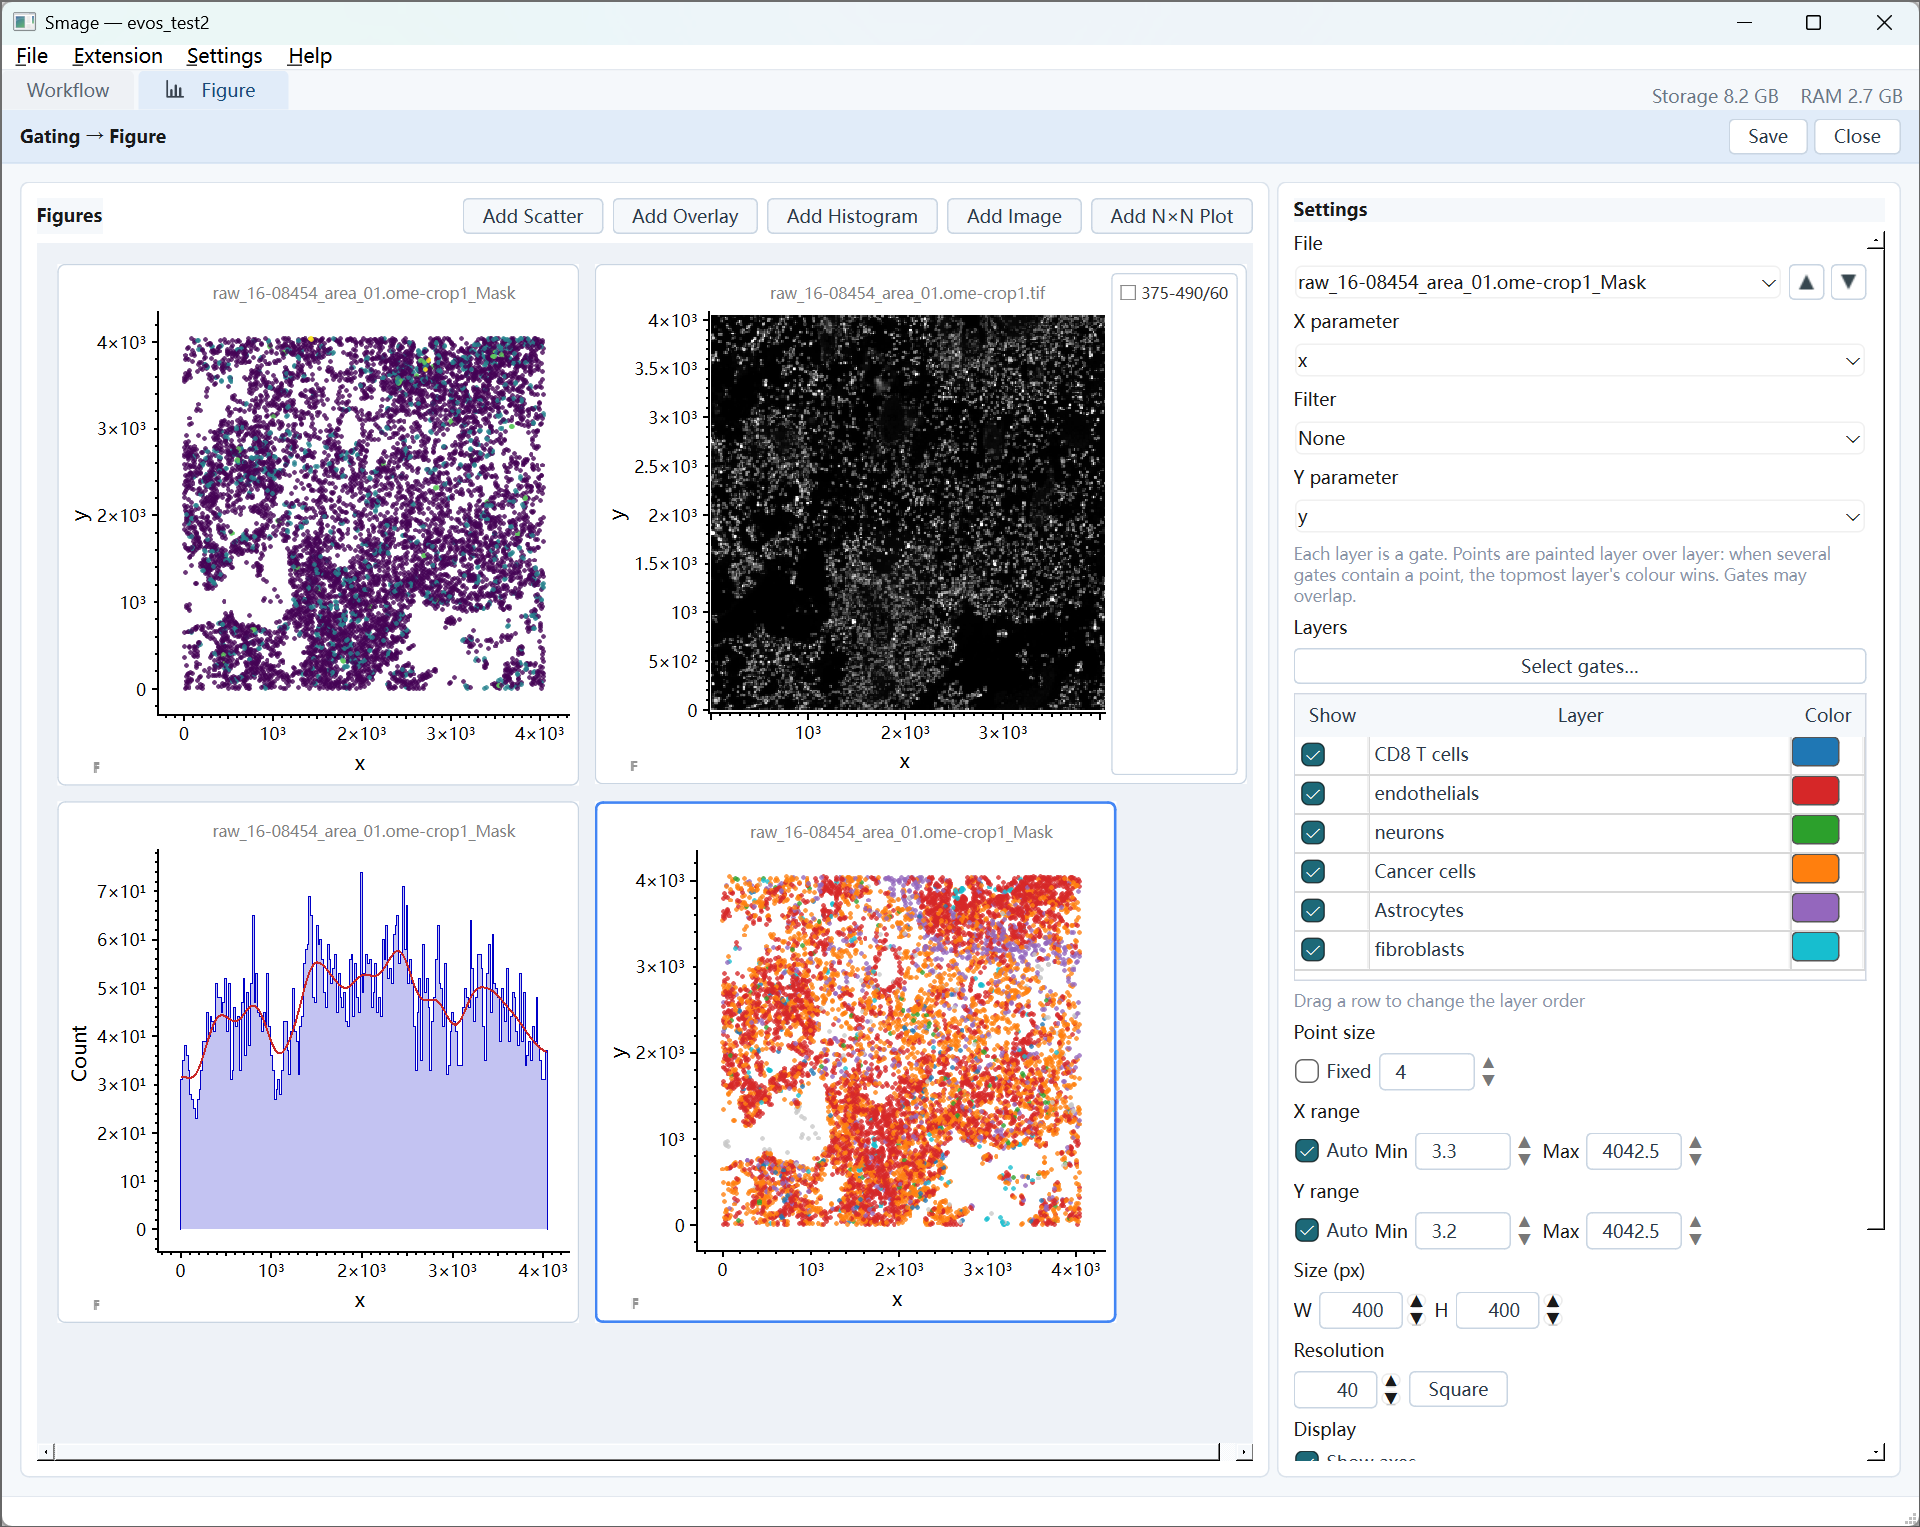 Smage — evos_test2
File Extension Settings Help
Workflow Figure
Storage 8.2 GB RAM 2.7 GB
Gating → Figure
Save Close
Figures
Add Scatter Add Overlay Add Histogram Add Image Add N×N Plot
raw_16-08454_area_01.ome-crop1_Mask
4×10³
3×10³
y 2×10³
10³
0
0 10³ 2×10³ 3×10³ 4×10³
x
F
raw_16-08454_area_01.ome-crop1.tif
375-490/60
4×10³
3.5×10³
3×10³
2.5×10³
y 2×10³
1.5×10³
10³
5×10²
0
10³ 2×10³ 3×10³
x
F
raw_16-08454_area_01.ome-crop1_Mask
7×10¹
6×10¹
5×10¹
Count 4×10¹
3×10¹
2×10¹
10¹
0
0 10³ 2×10³ 3×10³ 4×10³
x
F
raw_16-08454_area_01.ome-crop1_Mask
4×10³
3×10³
y 2×10³
10³
0
0 10³ 2×10³ 3×10³ 4×10³
x
F
Settings
File
raw_16-08454_area_01.ome-crop1_Mask
X parameter
x
Filter
None
Y parameter
y
Each layer is a gate. Points are painted layer over layer: when several
gates contain a point, the topmost layer's colour wins. Gates may
overlap.
Layers
Select gates...
Show Layer Color
CD8 T cells
endothelials
neurons
Cancer cells
Astrocytes
fibroblasts
Drag a row to change the layer order
Point size
Fixed 4
X range
Auto Min 3.3 Max 4042.5
Y range
Auto Min 3.2 Max 4042.5
Size (px)
W 400 H 400
Resolution
40 Square
Display